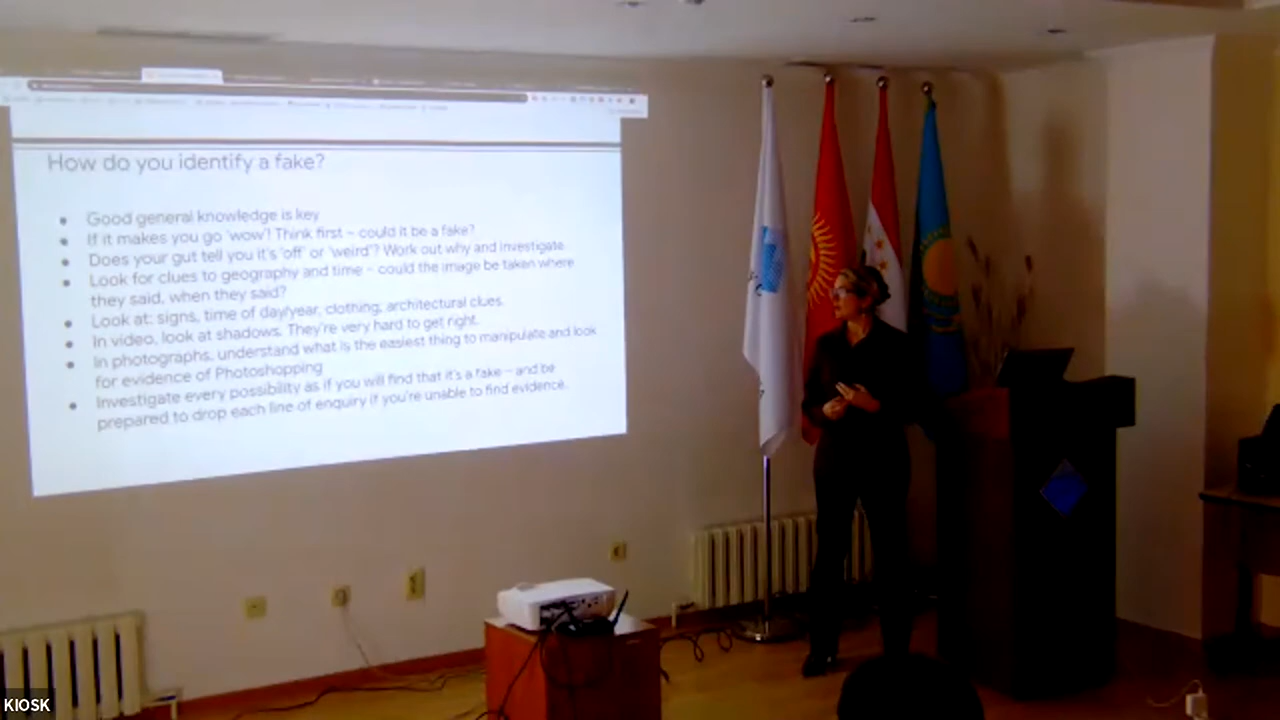 How do you identify a fake?
Good general knowledge is key
If it makes you go 'wow'! Think first – could it be a fake?
Does your gut tell you it's 'off' or 'weird'? Work out why and investigate.
Look for clues to geography and time – could the image be taken where
they said, when they said?
Look at: signs, time of day/year, clothing, architectural clues.
In video, look at shadows. They're very hard to get right.
In photographs, understand what is the easiest thing to manipulate and look
for evidence of Photoshopping
Investigate every possibility as if you will find that it's a fake – and be
prepared to drop each line of enquiry if you're unable to find evidence.
KIOSK